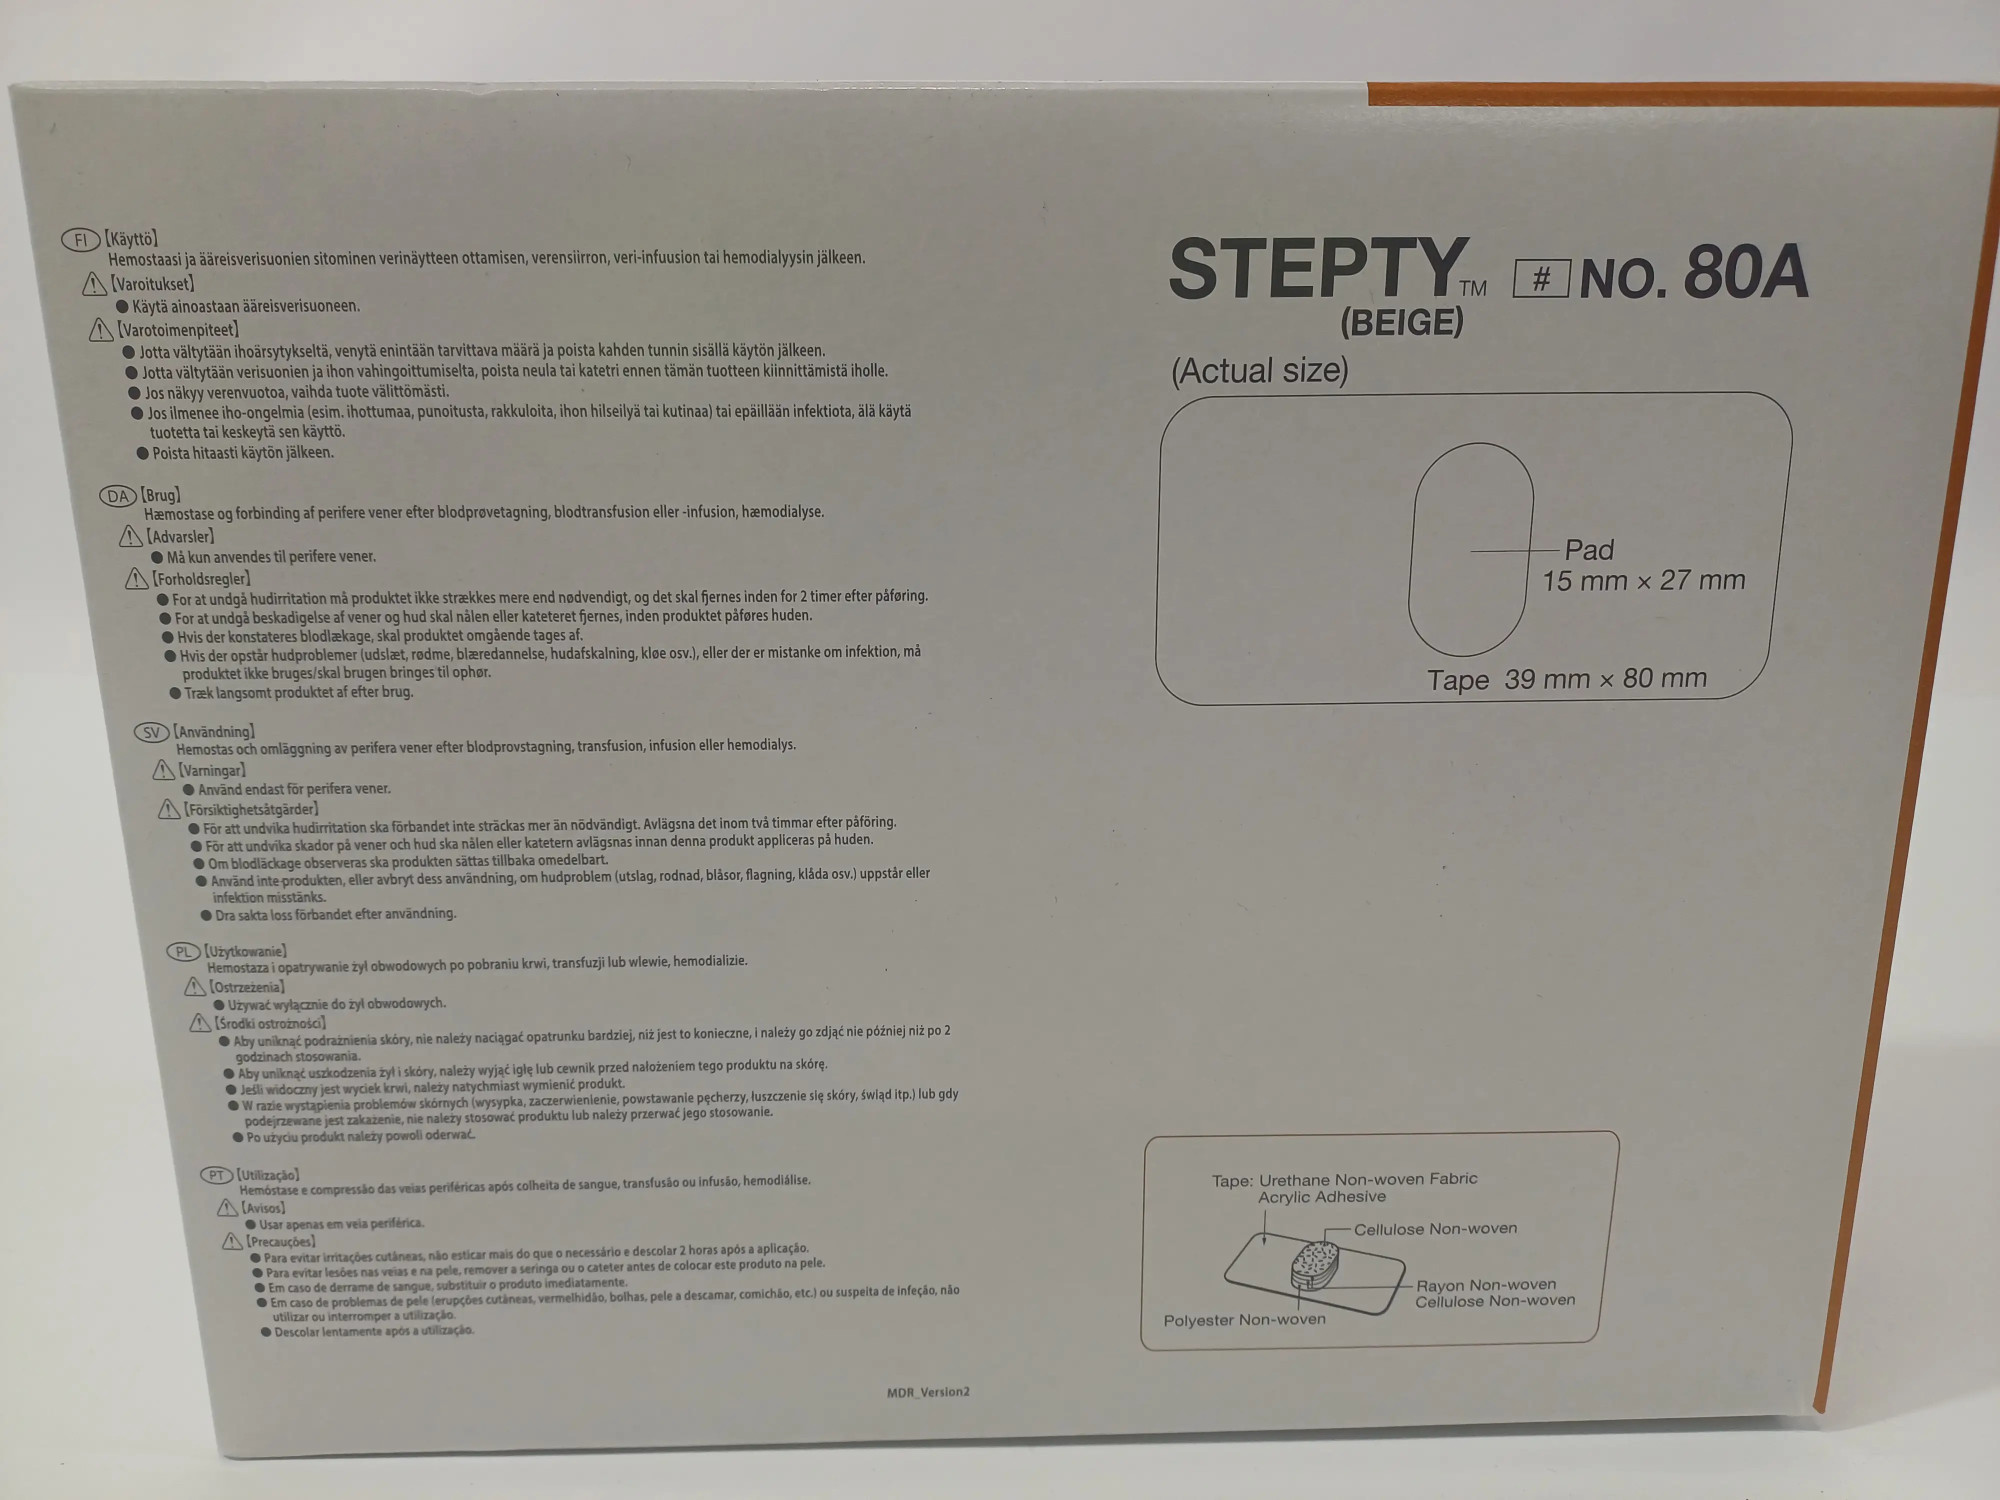 FI 【Käyttö】
Hemostaasi ja ääreisverisuonien sitominen verinäytteen ottamisen, verensiirron, veri-infuusion tai hemodialyysin jälkeen.
⚠【Varoitukset】
● Käytä ainoastaan ääreisverisuoneen.
⚠【Varotoimenpiteet】
● Jotta vältytään ihoärsytykseltä, venytä enintään tarvittava määrä ja poista kahden tunnin sisällä käytön jälkeen.
● Jotta vältytään verisuonien ja ihon vahingoittumiselta, poista neula tai katetri ennen tämän tuotteen kiinnittämistä iholle.
● Jos näkyy verenvuotoa, vaihda tuote välittömästi.
● Jos ilmenee iho-ongelmia (esim. ihottumaa, punoitusta, rakkuloita, ihon hilseilyä tai kutinaa) tai epäillään infektiota, älä käytä
tuotetta tai keskeytä sen käyttö.
● Poista hitaasti käytön jälkeen.
DA 【Brug】
Hæmostase og forbinding af perifere vener efter blodprøvetagning, blodtransfusion eller -infusion, hæmodialyse.
⚠【Advarsler】
● Må kun anvendes til perifere vener.
⚠【Forholdsregler】
● For at undgå hudirritation må produktet ikke strækkes mere end nødvendigt, og det skal fjernes inden for 2 timer efter påføring.
● For at undgå beskadigelse af vener og hud skal nålen eller kateteret fjernes, inden produktet påføres huden.
● Hvis der konstateres blodlækage, skal produktet omgående tages af.
● Hvis der opstår hudproblemer (udslæt, rødme, blæredannelse, hudafskalning, kløe osv.), eller der er mistanke om infektion, må
produktet ikke bruges/skal brugen bringes til ophør.
● Træk langsomt produktet af efter brug.
SV 【Användning】
Hemostas och omläggning av perifera vener efter blodprovstagning, transfusion, infusion eller hemodialys.
⚠【Varningar】
● Använd endast för perifera vener.
⚠【Försiktighetsåtgärder】
● För att undvika hudirritation ska förbandet inte sträckas mer än nödvändigt. Avlägsna det inom två timmar efter påföring.
● För att undvika skador på vener och hud ska nålen eller katetern avlägsnas innan denna produkt appliceras på huden.
● Om blodläckage observeras ska produkten sättas tillbaka omedelbart.
● Använd inte produkten, eller avbryt dess användning, om hudproblem (utslag, rodnad, blåsor, flagning, klåda osv.) uppstår eller
infektion misstänks.
● Dra sakta loss förbandet efter användning.
PL 【Użytkowanie】
Hemostaza i opatrywanie żył obwodowych po pobraniu krwi, transfuzji lub wlewie, hemodializie.
⚠【Ostrzeżenia】
● Używać wyłącznie do żył obwodowych.
⚠【Środki ostrożności】
● Aby uniknąć podrażnienia skóry, nie należy naciągać opatrunku bardziej, niż jest to konieczne, i należy go zdjąć nie później niż po 2
godzinach stosowania.
● Aby uniknąć uszkodzenia żył i skóry, należy wyjąć igłę lub cewnik przed nałożeniem tego produktu na skórę.
● Jeśli widoczny jest wyciek krwi, należy natychmiast wymienić produkt.
● W razie wystąpienia problemów skórnych (wysypka, zaczerwienienie, powstawanie pęcherzy, łuszczenie się skóry, świąd itp.) lub gdy
podejrzewane jest zakażenie, nie należy stosować produktu lub należy przerwać jego stosowanie.
● Po użyciu produkt należy powoli oderwać.
PT 【Utilização】
Hemóstase e compressão das veias periféricas após colheita de sangue, transfusão ou infusão, hemodiálise.
⚠【Avisos】
● Usar apenas em veia periférica.
⚠【Precauções】
● Para evitar irritações cutâneas, não esticar mais do que o necessário e descolar 2 horas após a aplicação.
● Para evitar lesões nas veias e na pele, remover a seringa ou o cateter antes de colocar este produto na pele.
● Em caso de derrame de sangue, substituir o produto imediatamente.
● Em caso de problemas de pele (erupções cutâneas, vermelhidão, bolhas, pele a descamar, comichão, etc.) ou suspeita de infeção, não
utilizar ou interromper a utilização.
● Descolar lentamente após a utilização.
MDR_Version2
STEPTY™ # NO. 80A
(BEIGE)
(Actual size)
Pad
15 mm × 27 mm
Tape 39 mm × 80 mm
Tape: Urethane Non-woven Fabric
Acrylic Adhesive
Cellulose Non-woven
Rayon Non-woven
Cellulose Non-woven
Polyester Non-woven